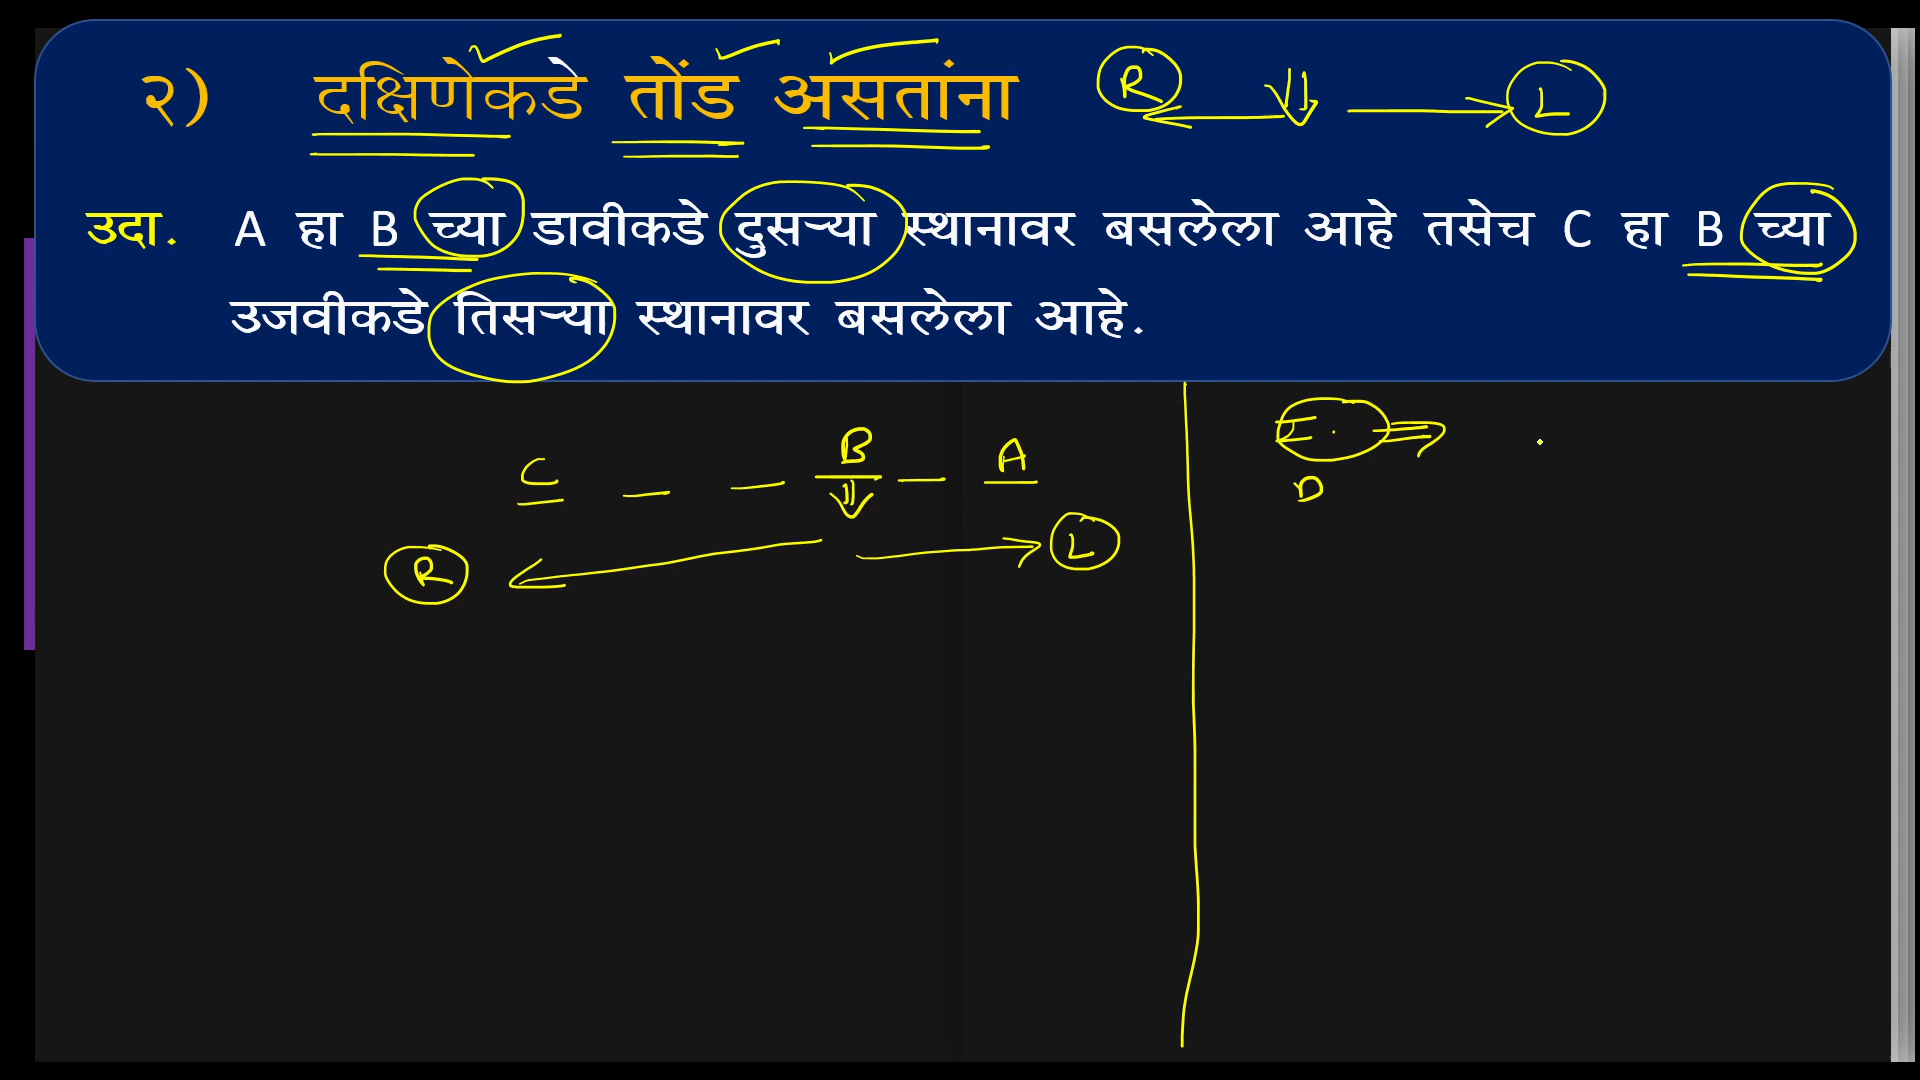 २) दक्षिणेकडे तोंड असतांना R L
उदा. A हा B च्या डावीकडे दुसऱ्या स्थानावर बसलेला आहे तसेच C हा B च्या
उजवीकडे तिसऱ्या स्थानावर बसलेला आहे.
C B A
R L
D